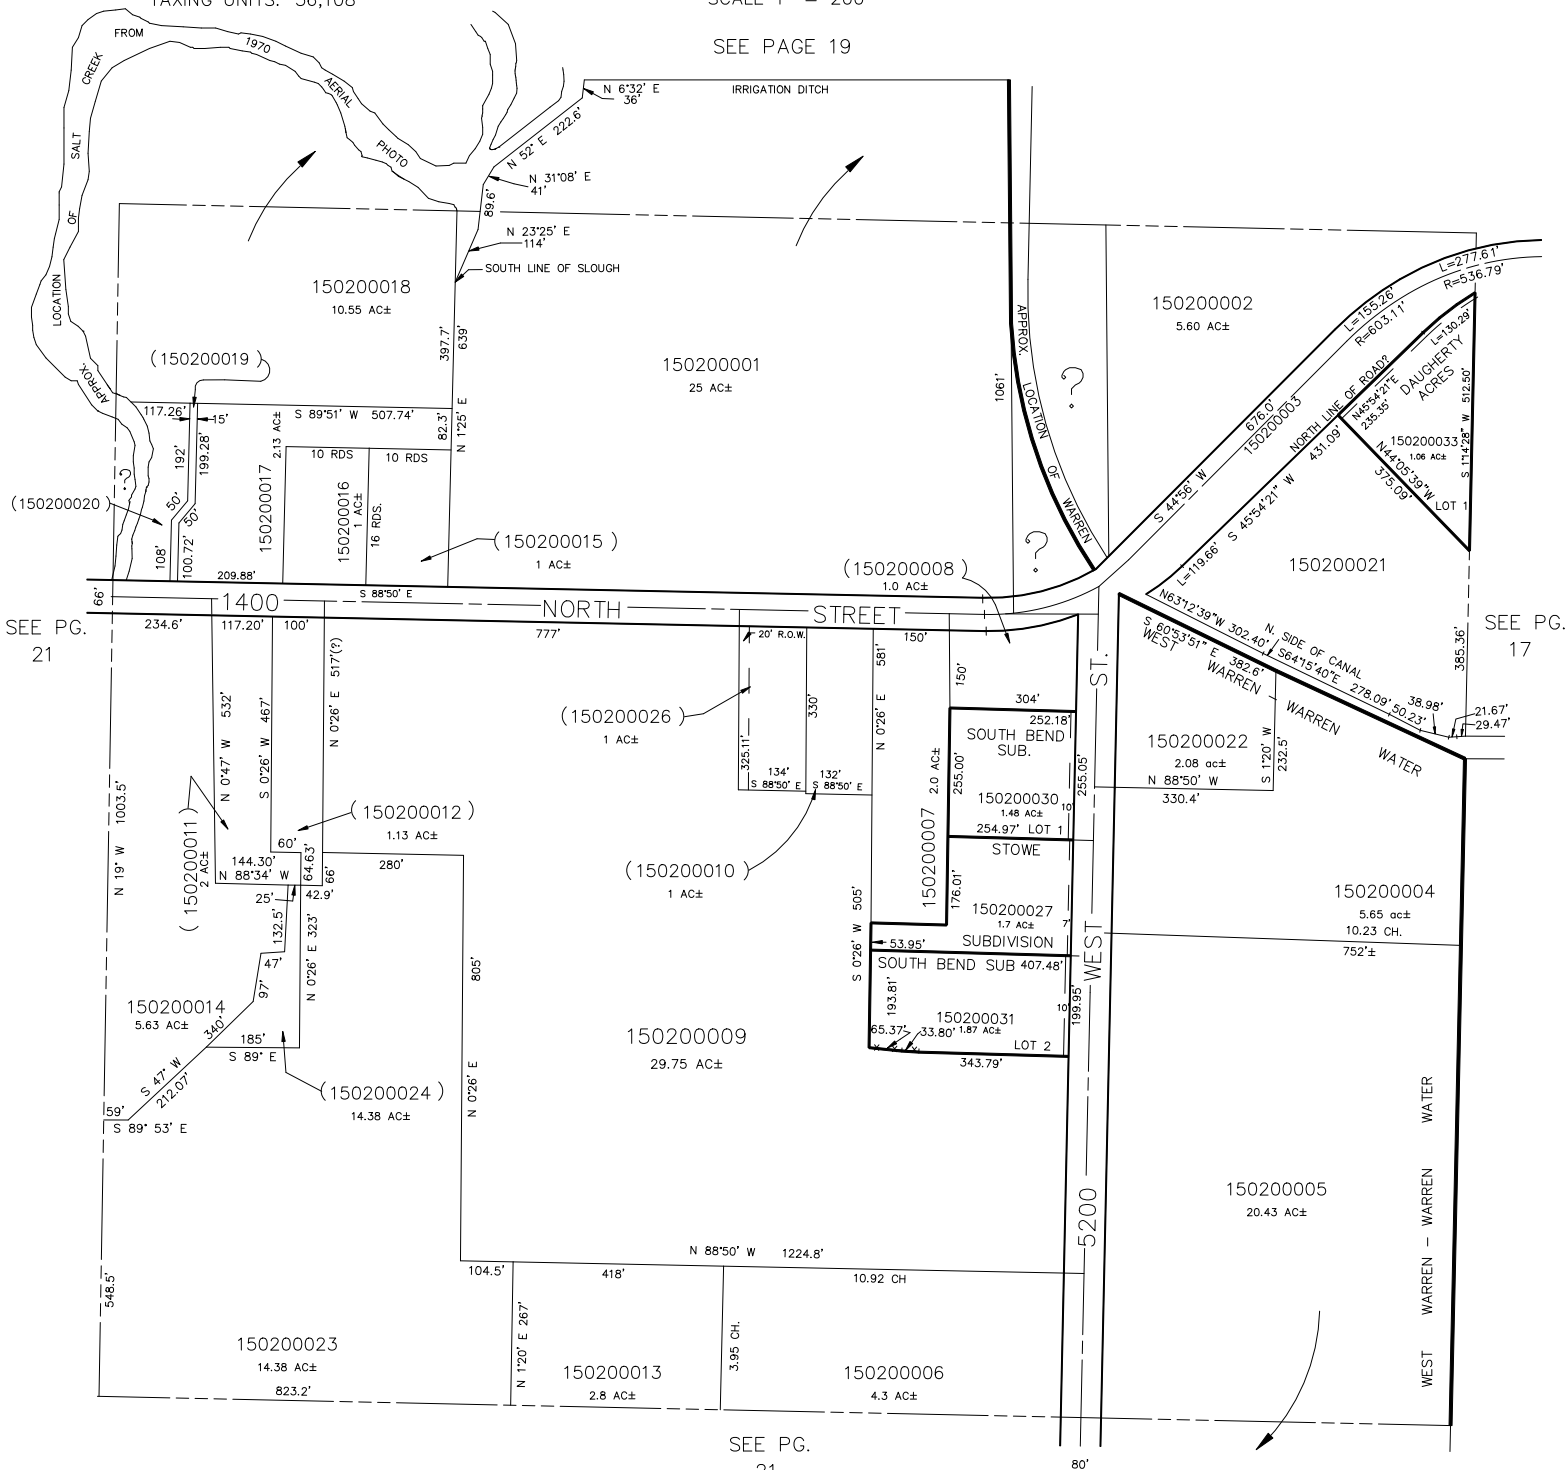 TAXING UNITS: 56,108
SCALE 1" = 200'
SEE PAGE 19
FROM
1970
CREEK
AERIAL
SALT
PHOTO
OF
LOCATION
APPROX.
N 6°32' E
36'
IRRIGATION DITCH
N 52° E 222.6'
N 31°08' E
41'
89.6'
N 23°25' E
114'
SOUTH LINE OF SLOUGH
150200018
10.55 AC±
397.7'
639'
150200001
25 AC±
1061'
APPROX.
LOCATION
OF
WARREN
?
?
?
150200002
5.60 AC±
L=277.61'
R=536.79'
L=155.26'
R=603.11'
L=130.29'
DAUGHERTY
ACRES
NORTH LINE OF ROAD?
N45°54'21"E
235.35'
676.0'
150200003
431.09'
S 44°56' W
S 45°54'21" W
L=119.66'
150200033
1.06 AC±
S 1°14'28" W 512.50'
N44°05'39"W
375.09'
LOT 1
150200021
(150200019)
117.26'
15'
S 89°51' W 507.74'
82.3'
N 1°25' E
2.13 AC±
10 RDS
10 RDS
192'
199.28'
150200017
150200016
1 AC±
16 RDS.
50'
50'
(150200020)
108'
100.72'
(150200015)
1 AC±
(150200008)
1.0 AC±
209.88'
S 88°50' E
66'
1400 NORTH STREET
SEE PG.
21
234.6'
117.20'
100'
777'
20' R.O.W.
150'
SEE PG.
17
N63°12'39"W 302.40'
N. SIDE OF CANAL
S 60°53'51" E 382.6'
S64°15'40"E 278.09'
50.23'
38.98'
21.67'
29.47'
385.36'
WEST WARREN - WARREN WATER
N 0°47' W 532'
S 0°26' W 467'
N 0°26' E 517'(?)
(150200026)
1 AC±
325.11'
330'
134'
S 88°50' E
132'
S 88°50' E
N 0°26' E 581'
150'
304'
252.18'
SOUTH BEND
SUB.
2.0 AC±
255.00'
255.05'
150200030
1.48 AC±
10'
254.97' LOT 1
150200007
STOWE
176.01'
150200027
1.7 AC±
7'
SUBDIVISION
53.95'
SOUTH BEND SUB
407.48'
193.81'
150200031
1.87 AC±
10'
199.95'
65.37'
33.80'
LOT 2
343.79'
150200022
2.08 ac±
S 1°20' W
232.5'
N 88°50' W
330.4'
150200004
5.65 ac±
10.23 CH.
752'±
N 19° W 1003.5'
(150200011)
2 AC±
(150200012)
1.13 AC±
60'
144.30'
N 88°34' W
64.63'
66'
280'
25'
42.9'
132.5'
N 0°26' E 323'
47'
97'
(150200010)
1 AC±
S 0°26' W 505'
150200014
5.63 AC±
340'
185'
S 89° E
S 47° W
212.07'
59'
S 89° 53' E
(150200024)
14.38 AC±
805'
N 0°26' E
150200009
29.75 AC±
5200 WEST ST.
150200005
20.43 AC±
WEST WARREN - WARREN WATER
N 88°50' W 1224.8'
104.5'
418'
10.92 CH
548.5'
150200023
14.38 AC±
823.2'
N 1°20' E 267'
150200013
2.8 AC±
3.95 CH.
150200006
4.3 AC±
SEE PG.
21
80'